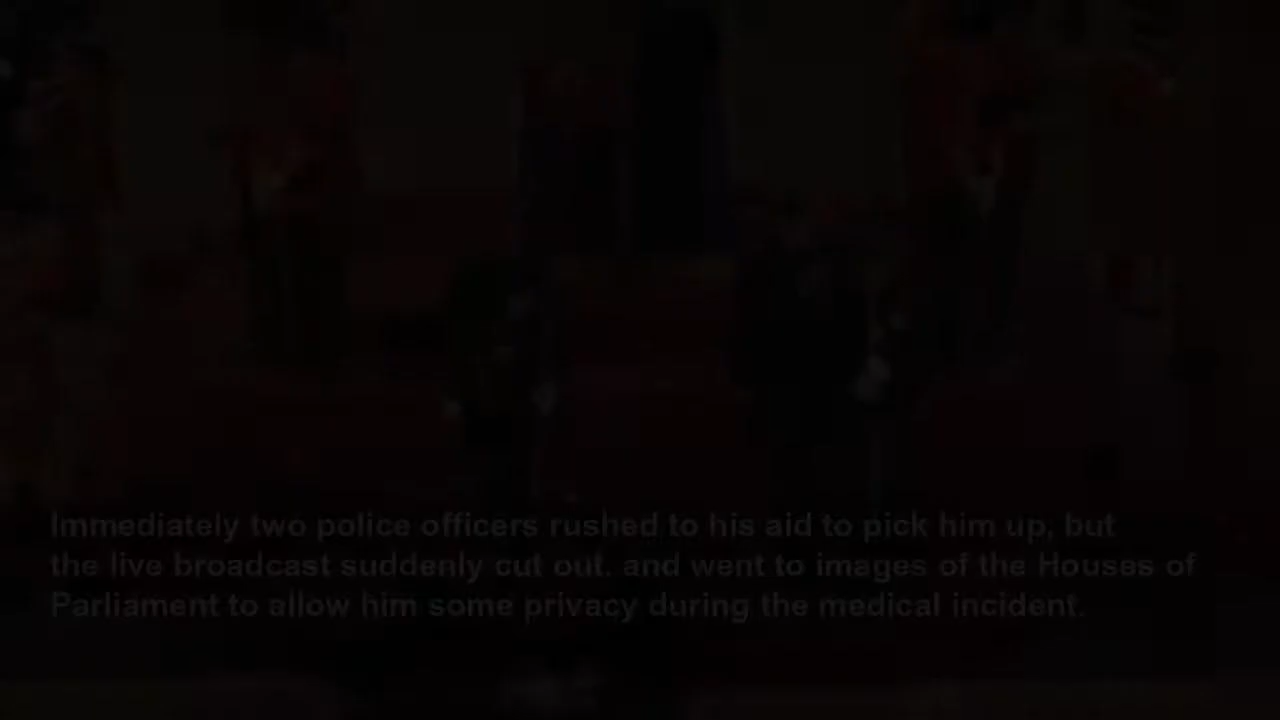 Immediately two police officers rushed to his aid to pick him up, but
the live broadcast suddenly cut out. and went to images of the Houses of
Parliament to allow him some privacy during the medical incident.